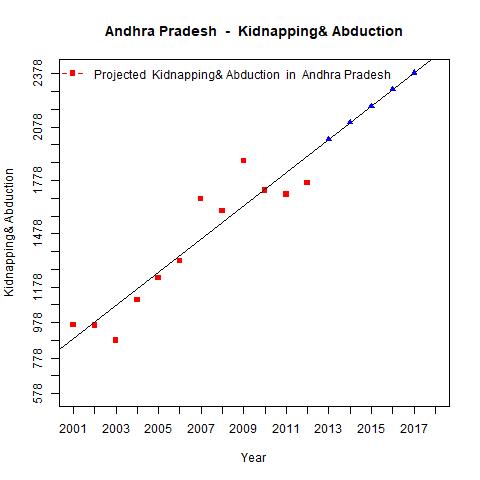 Andhra Pradesh - Kidnapping& Abduction
Projected Kidnapping& Abduction in Andhra Pradesh
Kidnapping& Abduction
2378
2078
1778
1478
1178
978
778
578
2001 2003 2005 2007 2009 2011 2013 2015 2017
Year